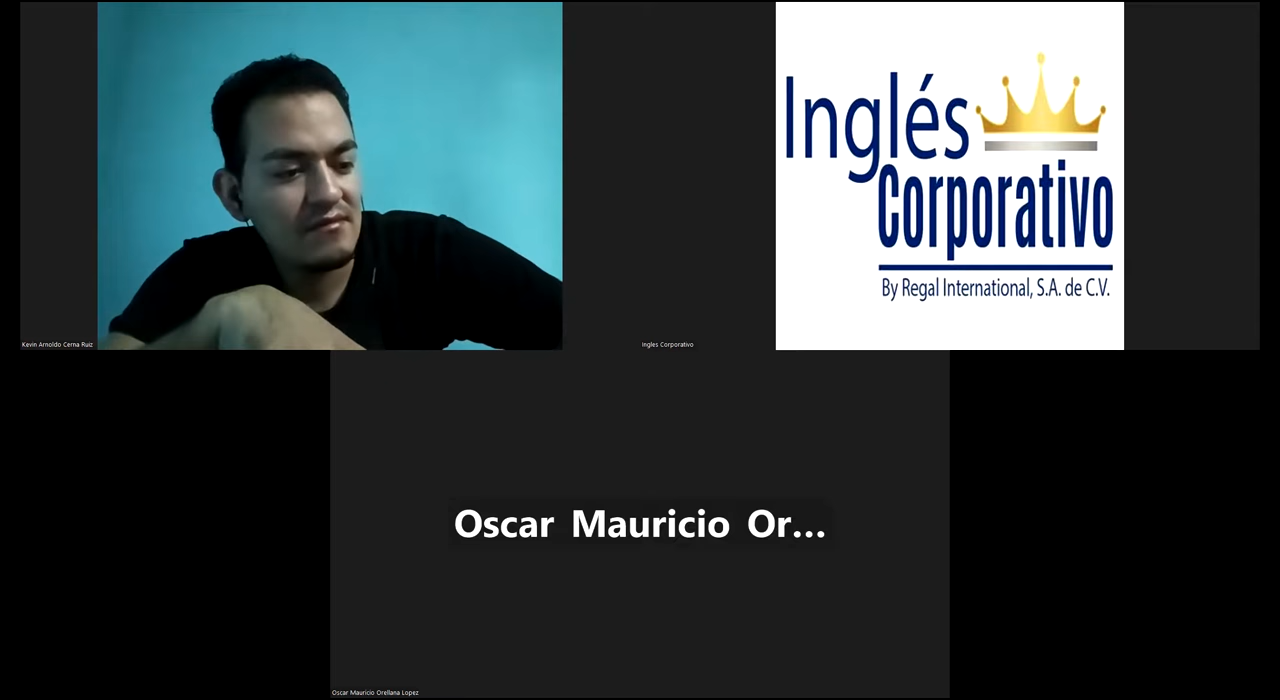 Inglés
Corporativo
By Regal International, S.A. de C.V.
Kevin Arnoldo Cerna Ruiz
Ingles Corporativo
Oscar Mauricio Or...
Oscar Mauricio Orellana Lopez